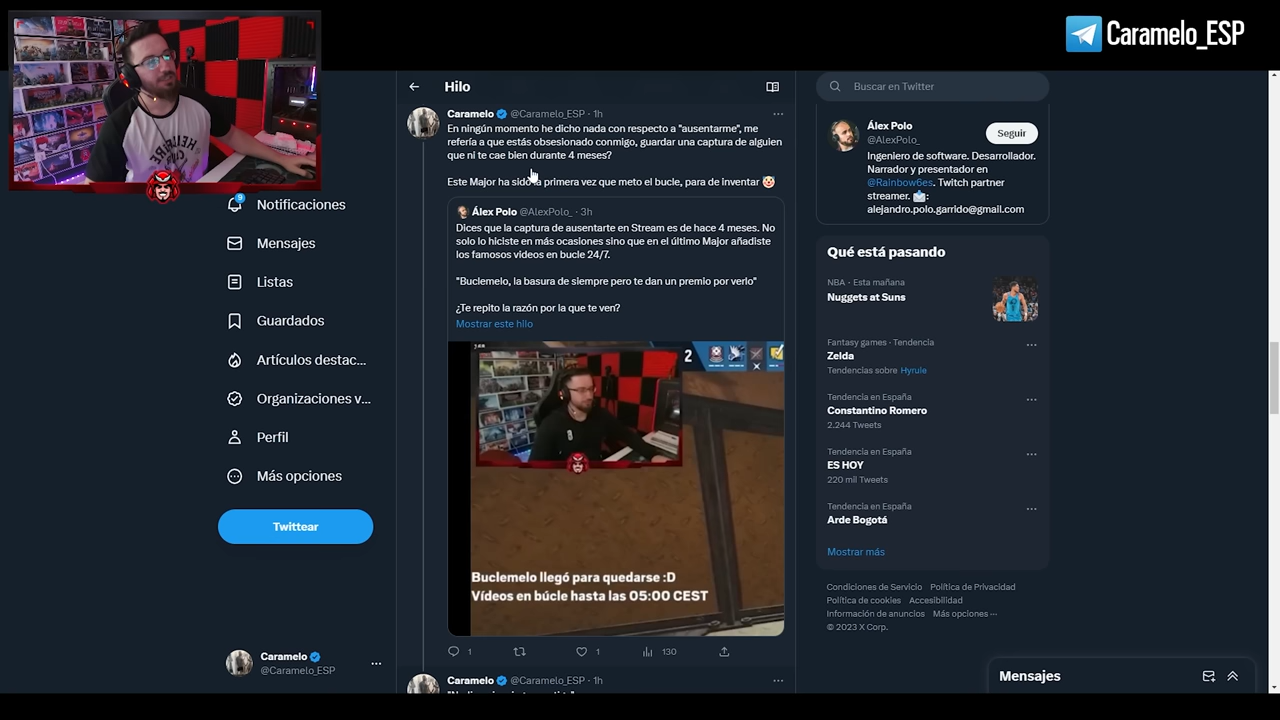 Caramelo_ESP
Hilo
Buscar en Twitter
Notificaciones
Mensajes
Listas
Guardados
Artículos destac...
Organizaciones v...
Perfil
Más opciones
Twittear
Caramelo
@Caramelo_ESP
Caramelo @Caramelo_ESP · 1h
En ningún momento he dicho nada con respecto a "ausentarme", me
refería a que estás obsesionado conmigo, guardar una captura de alguien
que ni te cae bien durante 4 meses?
Este Major ha sido la primera vez que meto el bucle, para de inventar
Álex Polo @AlexPolo_ · 3h
Dices que la captura de ausentarte en Stream es de hace 4 meses. No
solo lo hiciste en más ocasiones sino que en el último Major añadiste
los famosos videos en bucle 24/7.
"Buclemelo, la basura de siempre pero te dan un premio por verlo"
¿Te repito la razón por la que te ven?
Mostrar este hilo
2
Buclemelo llegó para quedarse :D
Vídeos en búcle hasta las 05:00 CEST
1
1
130
Caramelo @Caramelo_ESP · 1h
Álex Polo
@AlexPolo_
Seguir
Ingeniero de software. Desarrollador.
Narrador y presentador en
@Rainbow6es. Twitch partner
streamer. :
alejandro.polo.garrido@gmail.com
Qué está pasando
NBA · Esta mañana
Nuggets at Suns
Fantasy games · Tendencia
Zelda
Tendencias sobre Hyrule
Tendencia en España
Constantino Romero
2.244 Tweets
Tendencia en España
ES HOY
220 mil Tweets
Tendencia en España
Arde Bogotá
Mostrar más
Condiciones de Servicio Política de Privacidad
Política de cookies Accesibilidad
Información de anuncios Más opciones ···
© 2023 X Corp.
Mensajes